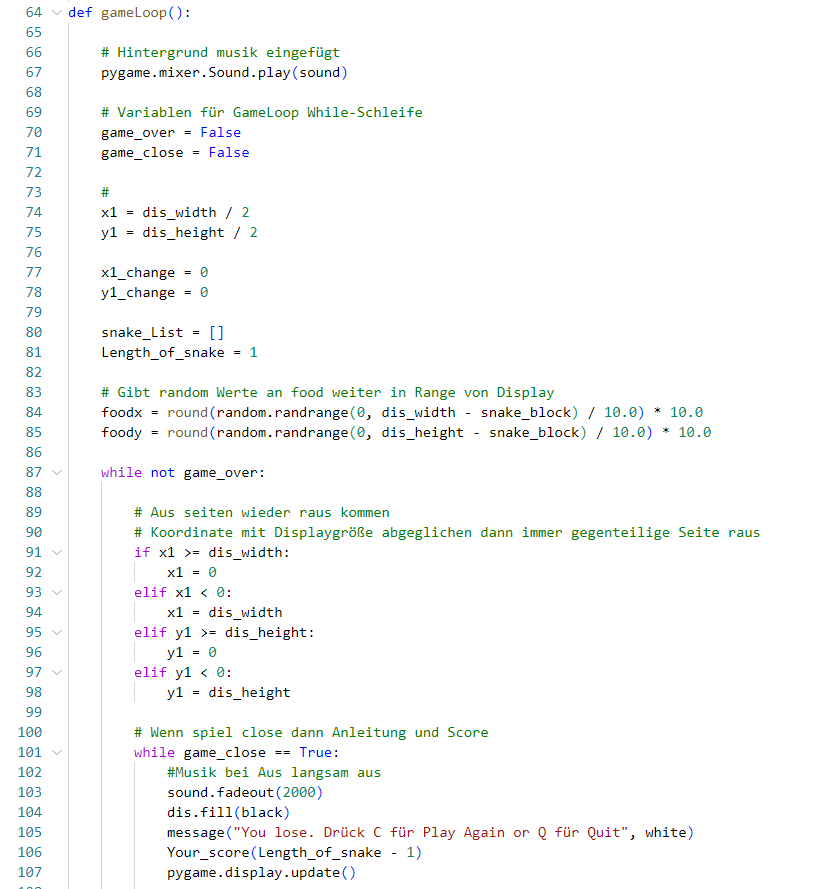 64 def gameLoop():
65
66     # Hintergrund musik eingefügt
67     pygame.mixer.Sound.play(sound)
68
69     # Variablen für GameLoop While-Schleife
70     game_over = False
71     game_close = False
72
73     #
74     x1 = dis_width / 2
75     y1 = dis_height / 2
76
77     x1_change = 0
78     y1_change = 0
79
80     snake_List = []
81     Length_of_snake = 1
82
83     # Gibt random Werte an food weiter in Range von Display
84     foodx = round(random.randrange(0, dis_width - snake_block) / 10.0) * 10.0
85     foody = round(random.randrange(0, dis_height - snake_block) / 10.0) * 10.0
86
87     while not game_over:
88
89         # Aus seiten wieder raus kommen
90         # Koordinate mit Displaygröße abgeglichen dann immer gegenteilige Seite raus
91         if x1 >= dis_width:
92             x1 = 0
93         elif x1 < 0:
94             x1 = dis_width
95         elif y1 >= dis_height:
96             y1 = 0
97         elif y1 < 0:
98             y1 = dis_height
99
100         # Wenn spiel close dann Anleitung und Score
101         while game_close == True:
102             #Musik bei Aus langsam aus
103             sound.fadeout(2000)
104             dis.fill(black)
105             message("You lose. Drück C für Play Again or Q für Quit", white)
106             Your_score(Length_of_snake - 1)
107             pygame.display.update()